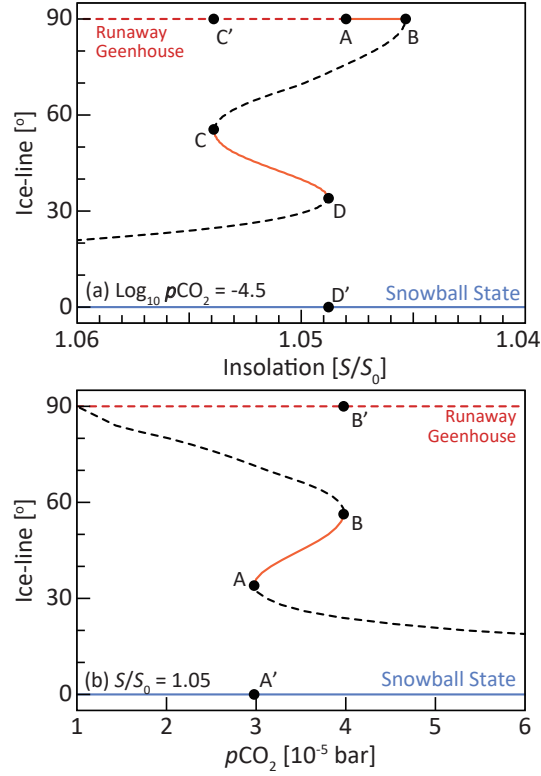 90
60
30
0
Ice-line [°]
Runaway
Geenhouse
C'
A
B
C
D
D'
(a) Log10 pCO2 = -4.5
Snowball State
1.06
1.05
1.04
Insolation [S/S0]
90
60
30
0
Ice-line [°]
Runaway
Geenhouse
B'
B
A
A'
(b) S/S0 = 1.05
Snowball State
1
2
3
4
5
6
pCO2 [10-5 bar]